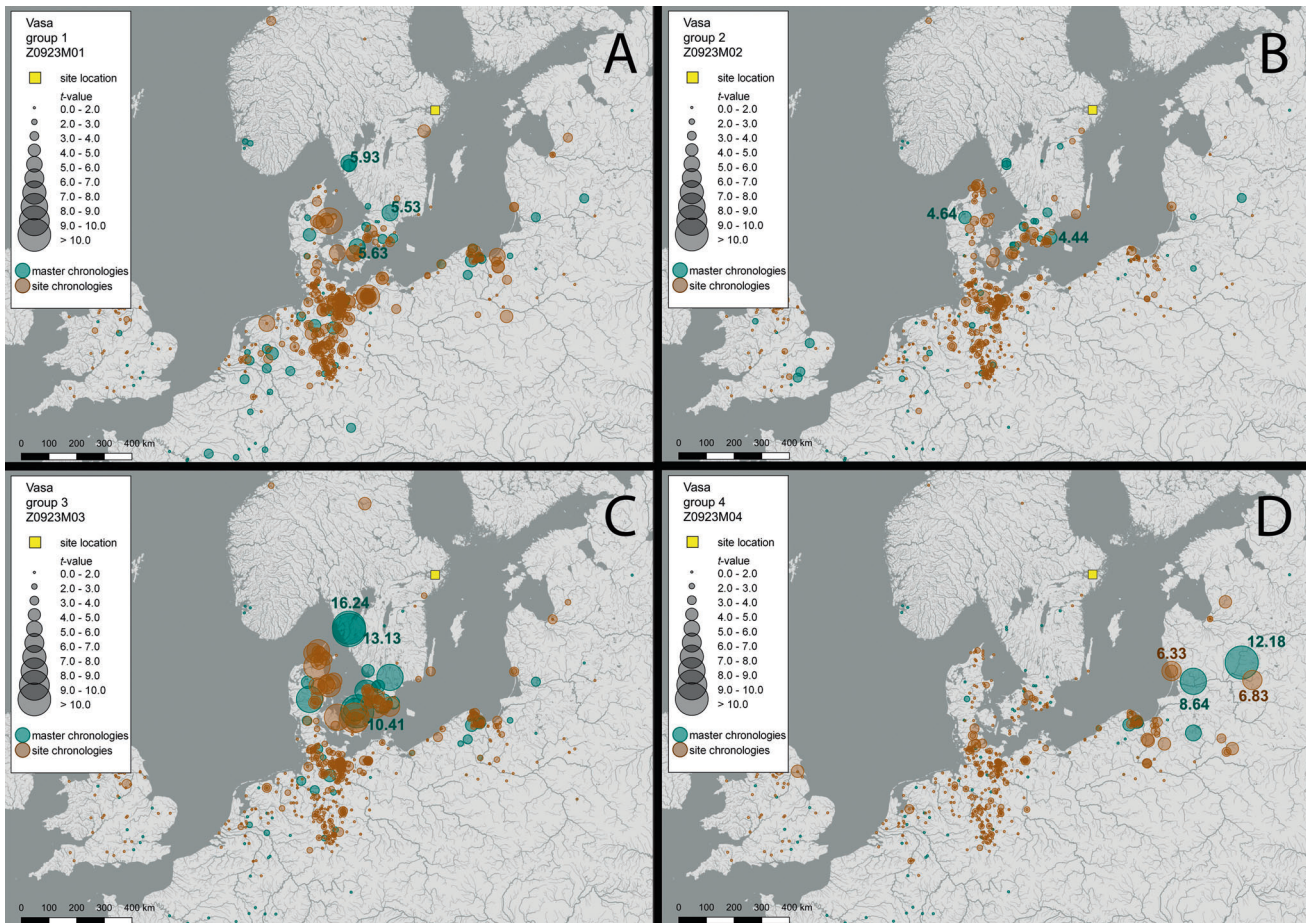 Vasa
group 1
Z0923M01
site location
t-value
0.0 - 2.0
2.0 - 3.0
3.0 - 4.0
4.0 - 5.0
5.0 - 6.0
6.0 - 7.0
7.0 - 8.0
8.0 - 9.0
9.0 - 10.0
> 10.0
master chronologies
site chronologies
A
5.93
5.53
5.63
0 100 200 300 400 km
Vasa
group 2
Z0923M02
site location
t-value
0.0 - 2.0
2.0 - 3.0
3.0 - 4.0
4.0 - 5.0
5.0 - 6.0
6.0 - 7.0
7.0 - 8.0
8.0 - 9.0
9.0 - 10.0
> 10.0
master chronologies
site chronologies
B
4.64
4.44
0 100 200 300 400 km
Vasa
group 3
Z0923M03
site location
t-value
0.0 - 2.0
2.0 - 3.0
3.0 - 4.0
4.0 - 5.0
5.0 - 6.0
6.0 - 7.0
7.0 - 8.0
8.0 - 9.0
9.0 - 10.0
> 10.0
master chronologies
site chronologies
C
16.24
13.13
10.41
0 100 200 300 400 km
Vasa
group 4
Z0923M04
site location
t-value
0.0 - 2.0
2.0 - 3.0
3.0 - 4.0
4.0 - 5.0
5.0 - 6.0
6.0 - 7.0
7.0 - 8.0
8.0 - 9.0
9.0 - 10.0
> 10.0
master chronologies
site chronologies
D
12.18
6.33
6.83
8.64
0 100 200 300 400 km